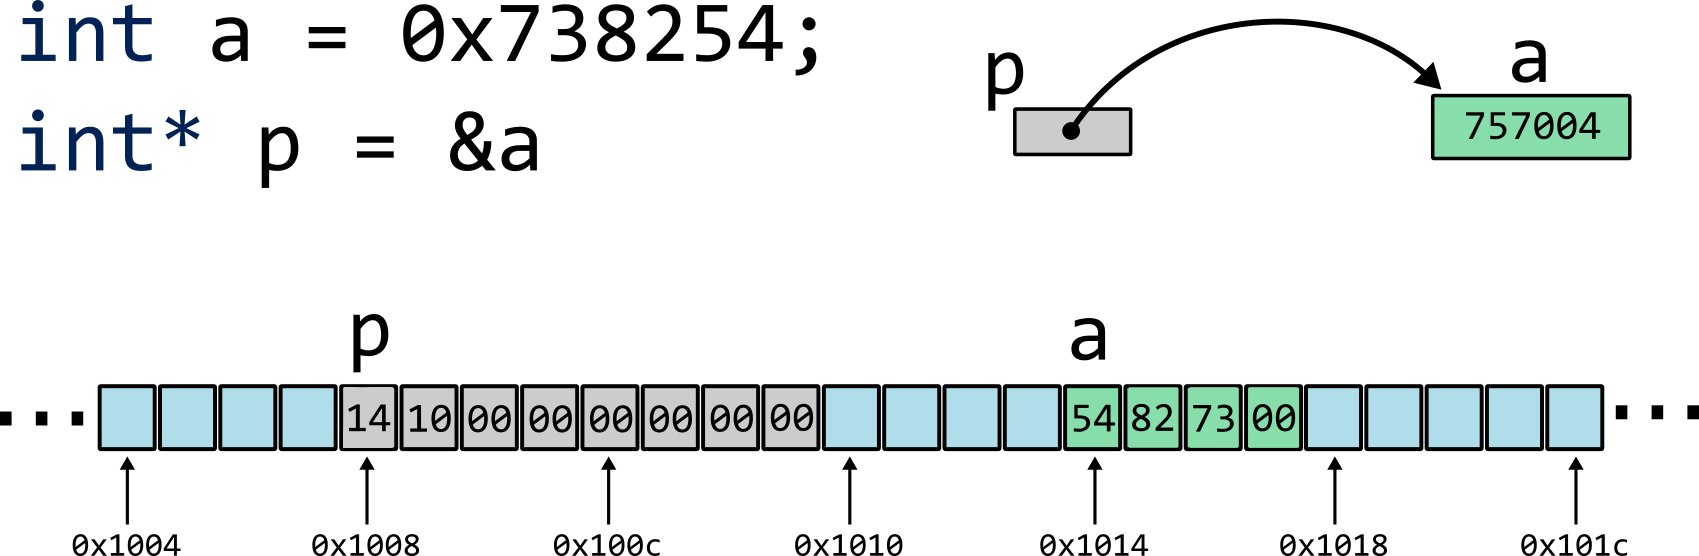 int a = 0x738254;
int* p = &a
p
a
757004
p
a
14 10 00 00 00 00 00 00 54 82 73 00
0x1004 0x1008 0x100c 0x1010 0x1014 0x1018 0x101c